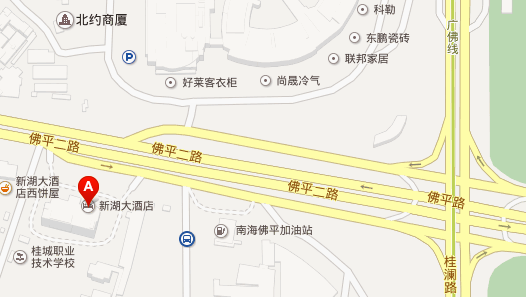 科勒
北约商厦
广佛线
东鹏瓷砖
P
联邦家居
好莱客衣柜
尚晟冷气
佛平二路
佛平二路
新湖大酒
店西饼屋
A
佛平二路
佛平路
新湖大酒店
南海佛平加油站
桂城职业
技术学校
桂澜路